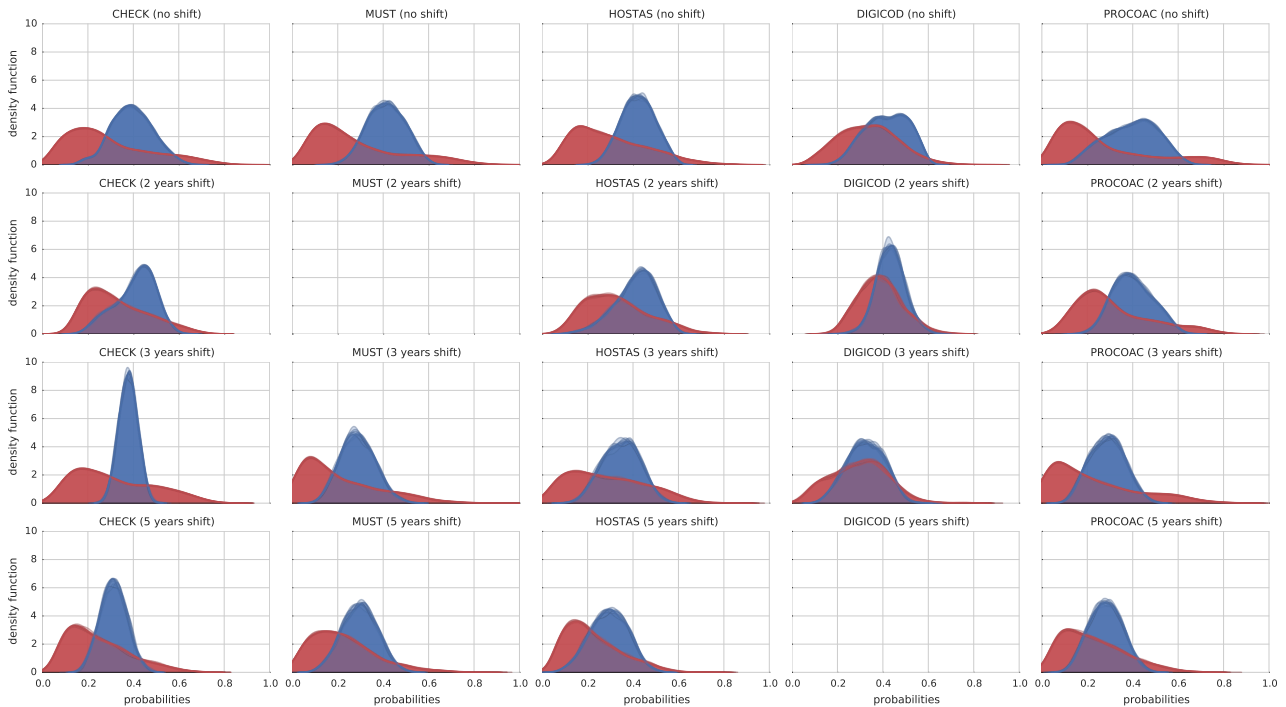 CHECK (no shift) MUST (no shift) HOSTAS (no shift) DIGICOD (no shift) PROCOAC (no shift)
10
8
6
4
2
0
density function
CHECK (2 years shift) MUST (2 years shift) HOSTAS (2 years shift) DIGICOD (2 years shift) PROCOAC (2 years shift)
10
8
6
4
2
0
density function
CHECK (3 years shift) MUST (3 years shift) HOSTAS (3 years shift) DIGICOD (3 years shift) PROCOAC (3 years shift)
10
8
6
4
2
0
density function
CHECK (5 years shift) MUST (5 years shift) HOSTAS (5 years shift) DIGICOD (5 years shift) PROCOAC (5 years shift)
10
8
6
4
2
0
density function
0.0 0.2 0.4 0.6 0.8 1.0 0.0 0.2 0.4 0.6 0.8 1.0 0.0 0.2 0.4 0.6 0.8 1.0 0.0 0.2 0.4 0.6 0.8 1.0 0.0 0.2 0.4 0.6 0.8 1.0
probabilities probabilities probabilities probabilities probabilities